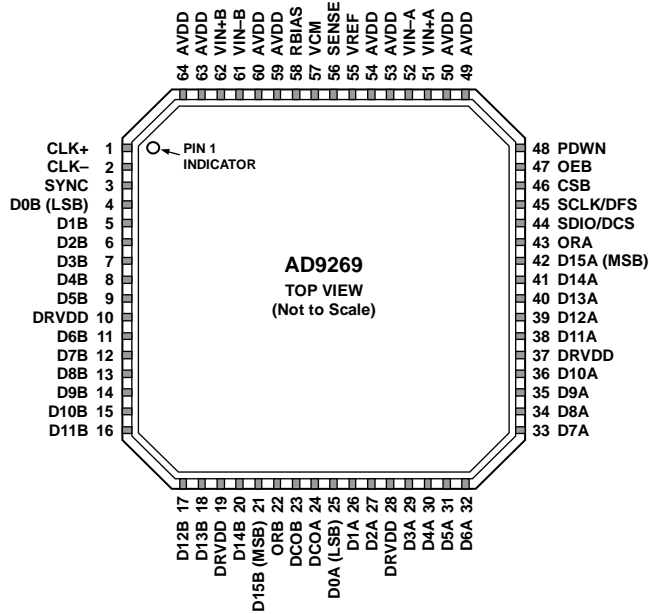 64 AVDD
63 AVDD
62 VIN+B
61 VIN–B
60 AVDD
59 AVDD
58 RBIAS
57 VCM
56 SENSE
55 VREF
54 AVDD
53 AVDD
52 VIN–A
51 VIN+A
50 AVDD
49 AVDD
CLK+ 1
CLK– 2
SYNC 3
D0B (LSB) 4
D1B 5
D2B 6
D3B 7
D4B 8
D5B 9
DRVDD 10
D6B 11
D7B 12
D8B 13
D9B 14
D10B 15
D11B 16
PIN 1
INDICATOR
AD9269
TOP VIEW
(Not to Scale)
48 PDWN
47 OEB
46 CSB
45 SCLK/DFS
44 SDIO/DCS
43 ORA
42 D15A (MSB)
41 D14A
40 D13A
39 D12A
38 D11A
37 DRVDD
36 D10A
35 D9A
34 D8A
33 D7A
D12B 17
D13B 18
DRVDD 19
D14B 20
D15B (MSB) 21
ORB 22
DCOB 23
DCOA 24
D0A (LSB) 25
D1A 26
D2A 27
DRVDD 28
D3A 29
D4A 30
D5A 31
D6A 32